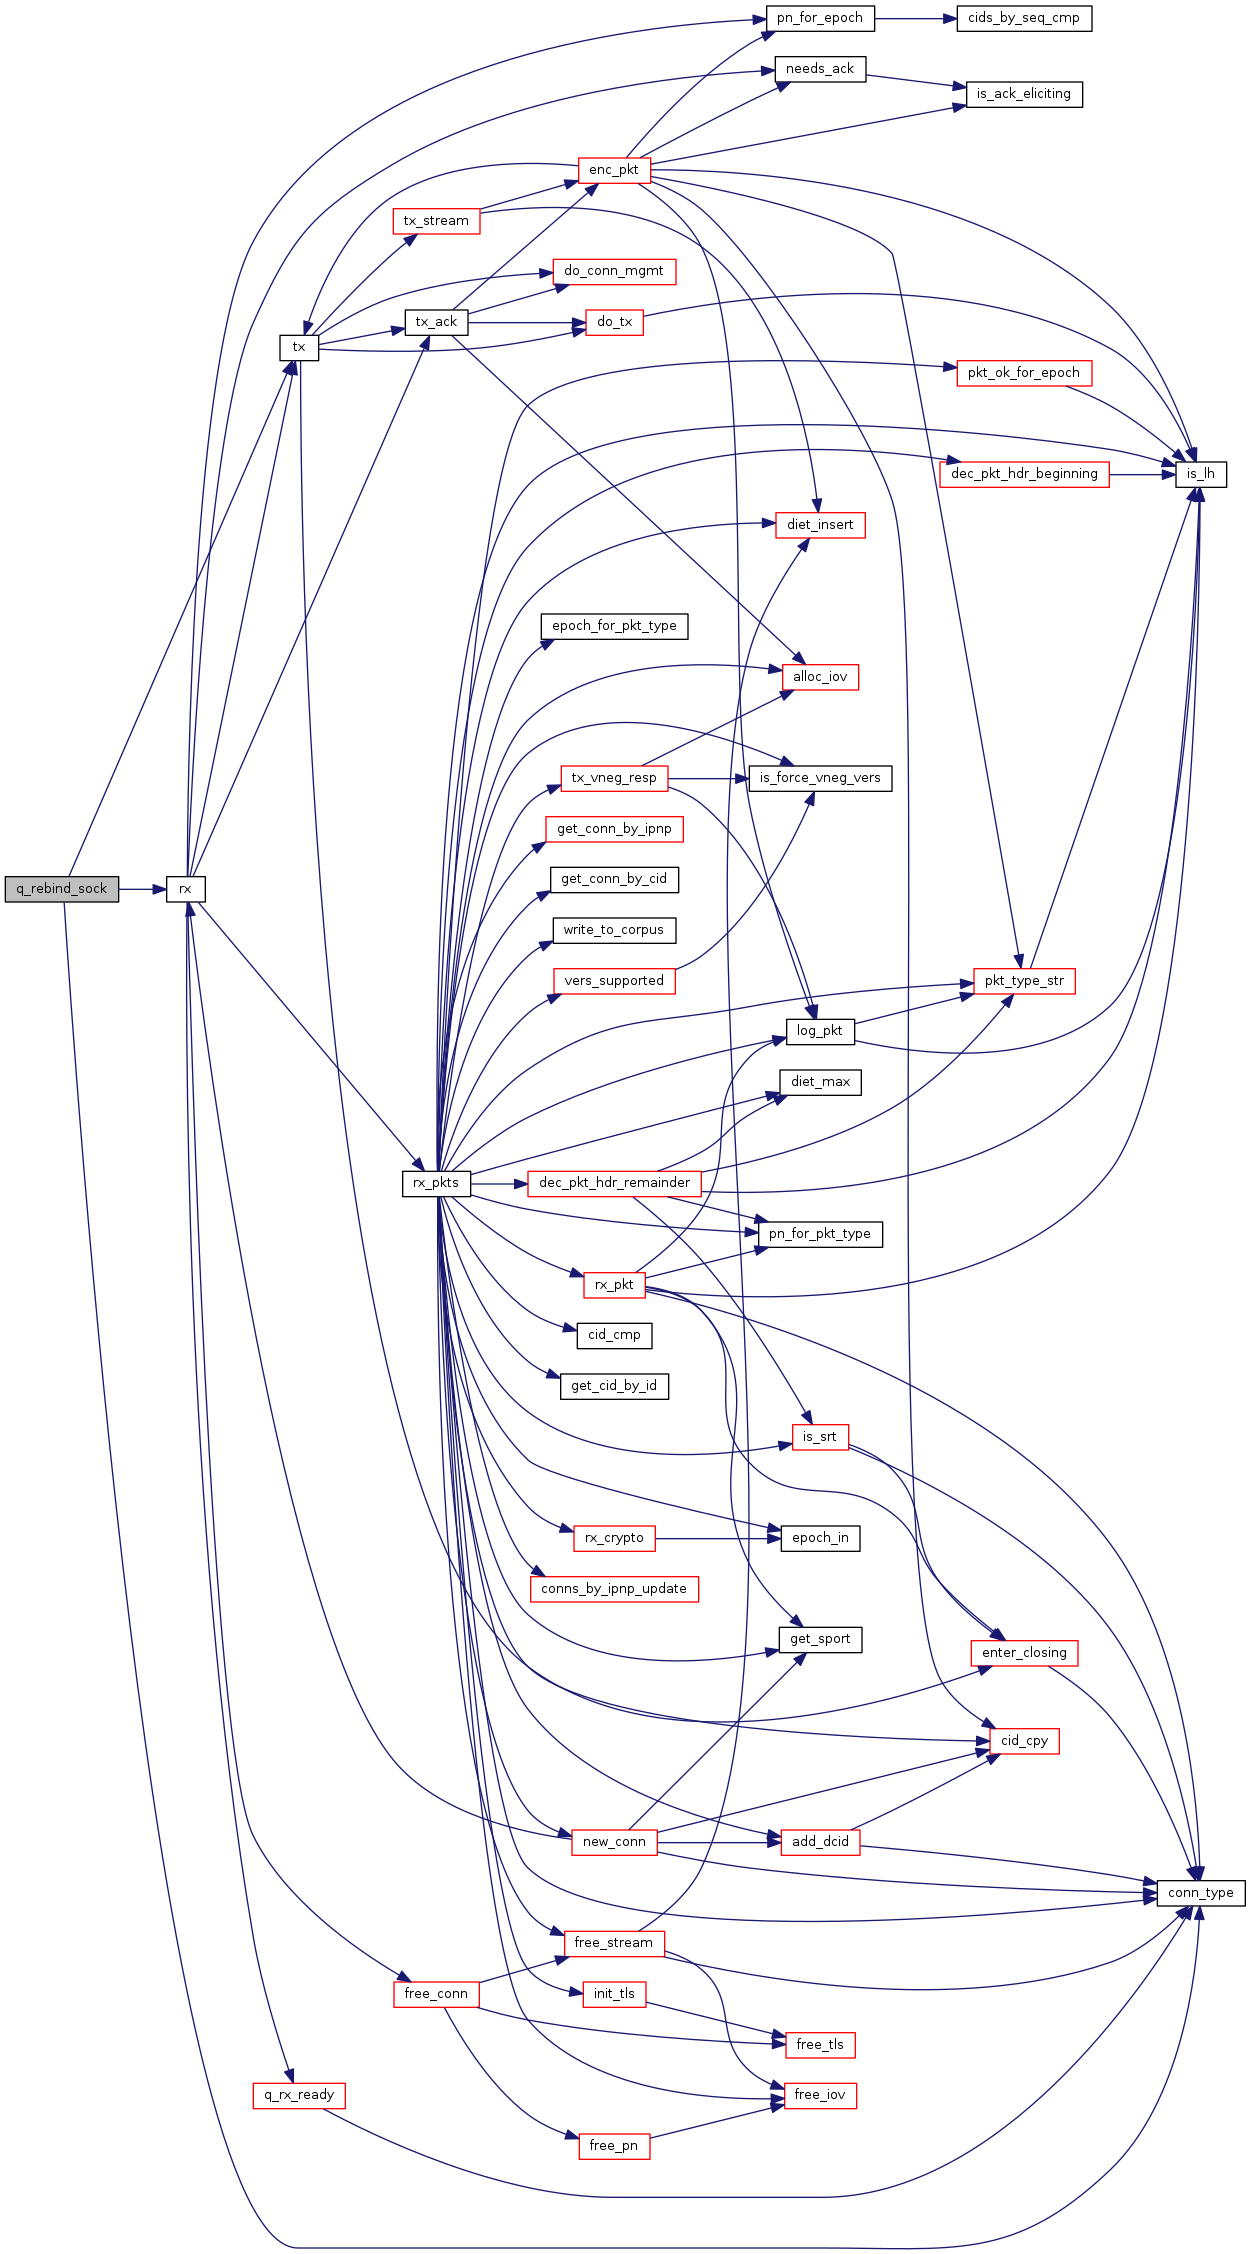 pn_for_epoch
cids_by_seq_cmp
needs_ack
is_ack_eliciting
enc_pkt
tx_stream
do_conn_mgmt
tx_ack
do_tx
tx
pkt_ok_for_epoch
dec_pkt_hdr_beginning
is_lh
diet_insert
epoch_for_pkt_type
alloc_iov
tx_vneg_resp
is_force_vneg_vers
get_conn_by_ipnp
get_conn_by_cid
q_rebind_sock
rx
write_to_corpus
vers_supported
pkt_type_str
log_pkt
diet_max
rx_pkts
dec_pkt_hdr_remainder
pn_for_pkt_type
rx_pkt
cid_cmp
get_cid_by_id
is_srt
rx_crypto
epoch_in
conns_by_ipnp_update
get_sport
enter_closing
cid_cpy
new_conn
add_dcid
conn_type
free_stream
free_conn
init_tls
free_tls
q_rx_ready
free_iov
free_pn